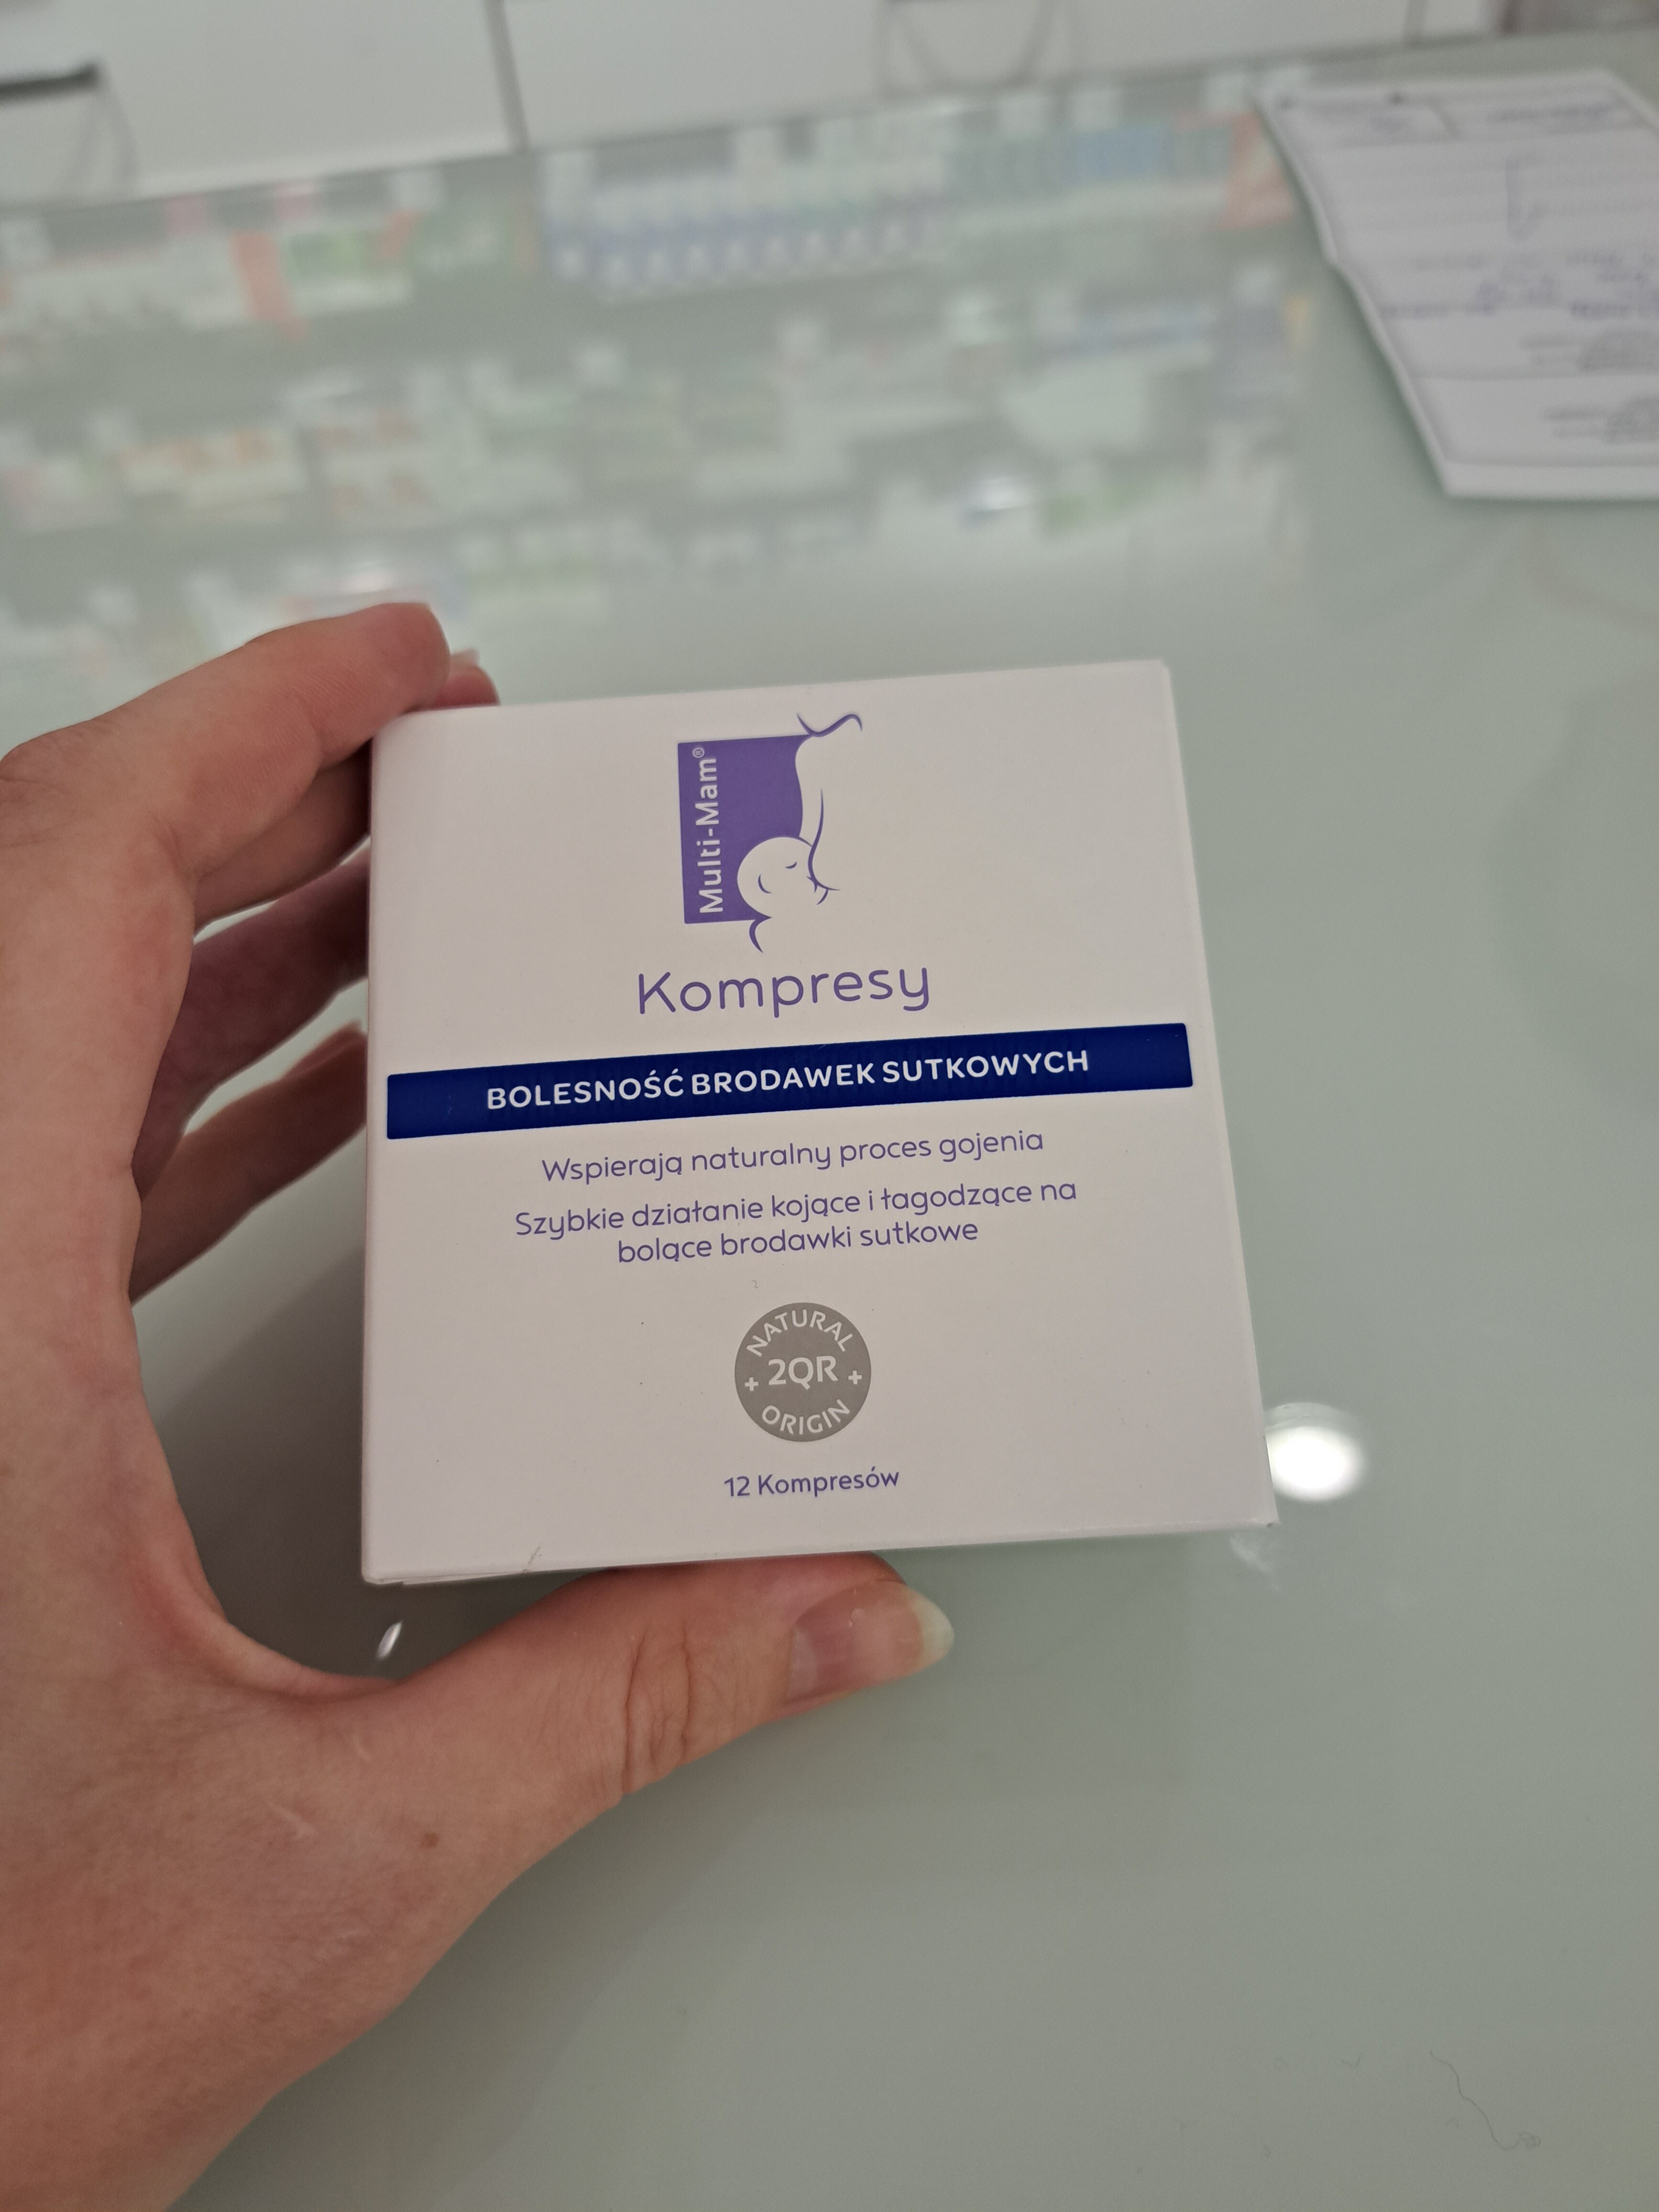 Multi-Mam®
Kompresy
BOLESNOŚĆ BRODAWEK SUTKOWYCH
Wspierają naturalny proces gojenia
Szybkie działanie kojące i łagodzące na
bolące brodawki sutkowe
NATURAL
+ 2QR +
ORIGIN
12 Kompresów